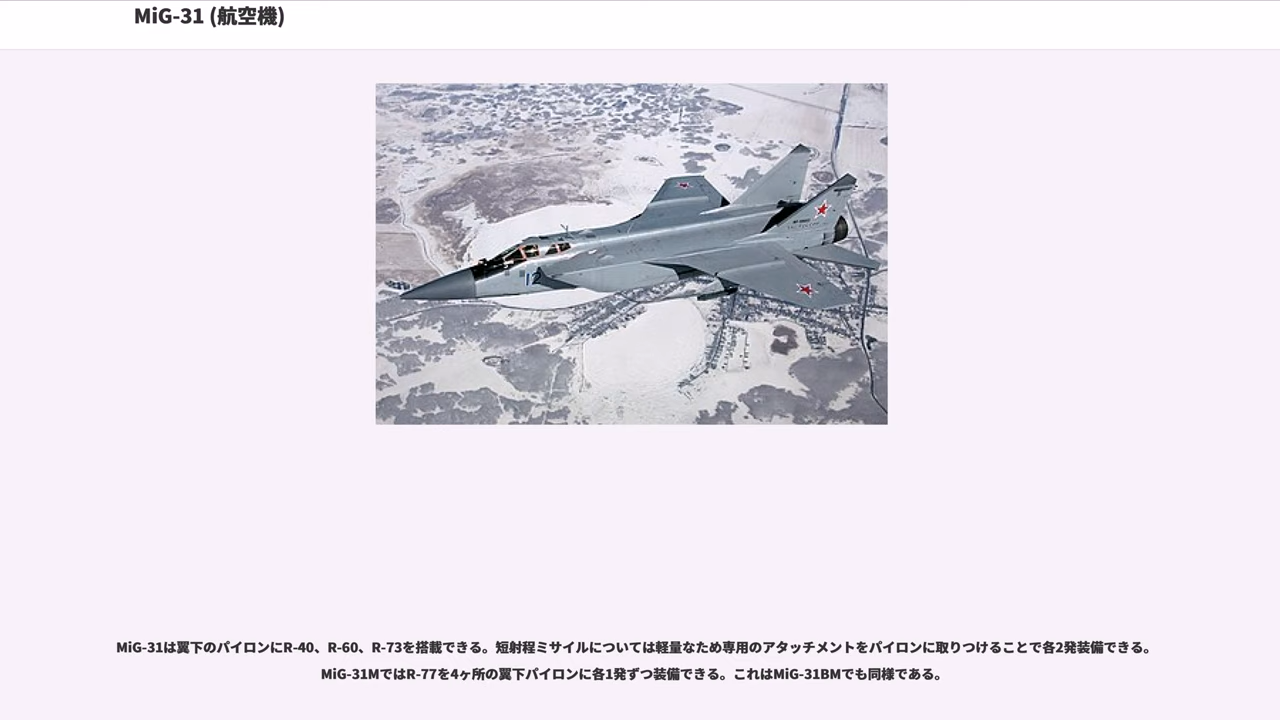 MiG-31 (航空機)
MiG-31は翼下のパイロンにR-40、R-60、R-73を搭載できる。短射程ミサイルについては軽量なため専用のアタッチメントをパイロンに取りつけることで各2発装備できる。
MiG-31MではR-77を4ヶ所の翼下パイロンに各1発ずつ装備できる。これはMiG-31BMでも同様である。